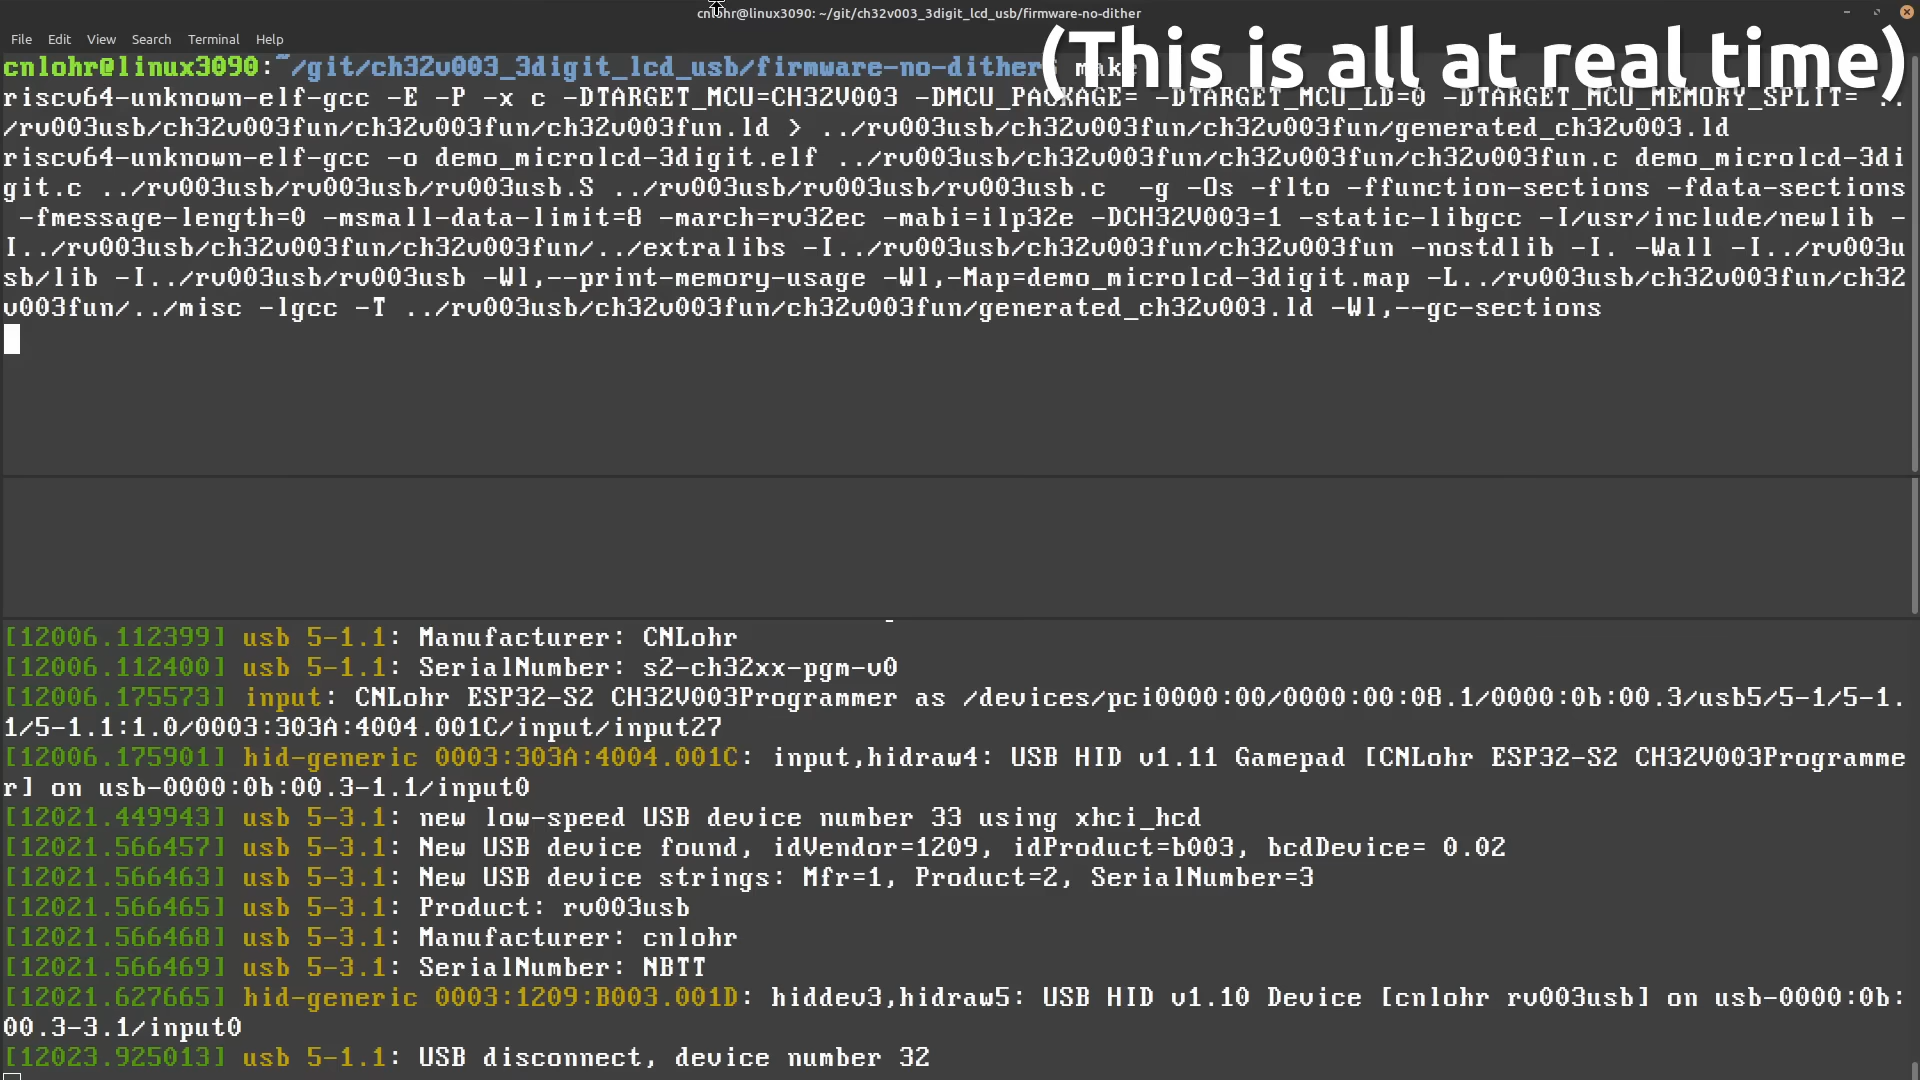 cnlohr@linux3090: ~/git/ch32v003_3digit_lcd_usb/firmware-no-dither
File Edit View Search Terminal Help
(This is all at real time)
cnlohr@linux3090:~/git/ch32v003_3digit_lcd_usb/firmware-no-dither$ make
riscv64-unknown-elf-gcc -E -P -x c -DTARGET_MCU=CH32V003 -DMCU_PACKAGE= -DTARGET_MCU_LD=0 -DTARGET_MCU_MEMORY_SPLIT= ..
/rv003usb/ch32v003fun/ch32v003fun/ch32v003fun.ld > ../rv003usb/ch32v003fun/ch32v003fun/generated_ch32v003.ld
riscv64-unknown-elf-gcc -o demo_microlcd-3digit.elf ../rv003usb/ch32v003fun/ch32v003fun/ch32v003fun.c demo_microlcd-3di
git.c ../rv003usb/rv003usb/rv003usb.S ../rv003usb/rv003usb/rv003usb.c  -g -Os -flto -ffunction-sections -fdata-sections
 -fmessage-length=0 -msmall-data-limit=8 -march=rv32ec -mabi=ilp32e -DCH32V003=1 -static-libgcc -I/usr/include/newlib -
I../rv003usb/ch32v003fun/ch32v003fun/../extralibs -I../rv003usb/ch32v003fun/ch32v003fun -nostdlib -I. -Wall -I../rv003u
sb/lib -I../rv003usb/rv003usb -Wl,--print-memory-usage -Wl,-Map=demo_microlcd-3digit.map -L../rv003usb/ch32v003fun/ch32
v003fun/../misc -lgcc -T ../rv003usb/ch32v003fun/ch32v003fun/generated_ch32v003.ld -Wl,--gc-sections
[12006.112399] usb 5-1.1: Manufacturer: CNLohr
[12006.112400] usb 5-1.1: SerialNumber: s2-ch32xx-pgm-v0
[12006.175573] input: CNLohr ESP32-S2 CH32V003Programmer as /devices/pci0000:00/0000:00:08.1/0000:0b:00.3/usb5/5-1/5-1.
1/5-1.1:1.0/0003:303A:4004.001C/input/input27
[12006.175901] hid-generic 0003:303A:4004.001C: input,hidraw4: USB HID v1.11 Gamepad [CNLohr ESP32-S2 CH32V003Programme
r] on usb-0000:0b:00.3-1.1/input0
[12021.449943] usb 5-3.1: new low-speed USB device number 33 using xhci_hcd
[12021.566457] usb 5-3.1: New USB device found, idVendor=1209, idProduct=b003, bcdDevice= 0.02
[12021.566463] usb 5-3.1: New USB device strings: Mfr=1, Product=2, SerialNumber=3
[12021.566465] usb 5-3.1: Product: rv003usb
[12021.566468] usb 5-3.1: Manufacturer: cnlohr
[12021.566469] usb 5-3.1: SerialNumber: NBTT
[12021.627665] hid-generic 0003:1209:B003.001D: hiddev3,hidraw5: USB HID v1.10 Device [cnlohr rv003usb] on usb-0000:0b:
00.3-3.1/input0
[12023.925013] usb 5-1.1: USB disconnect, device number 32